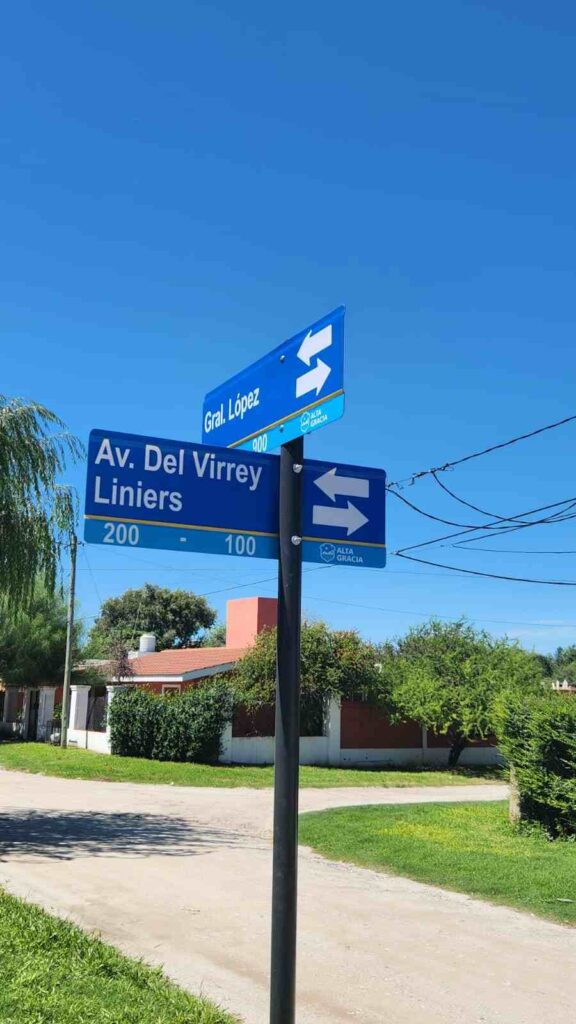 Gral. López
900
ALTA
GRACIA
Av. Del Virrey
Liniers
200 - 100
ALTA
GRACIA